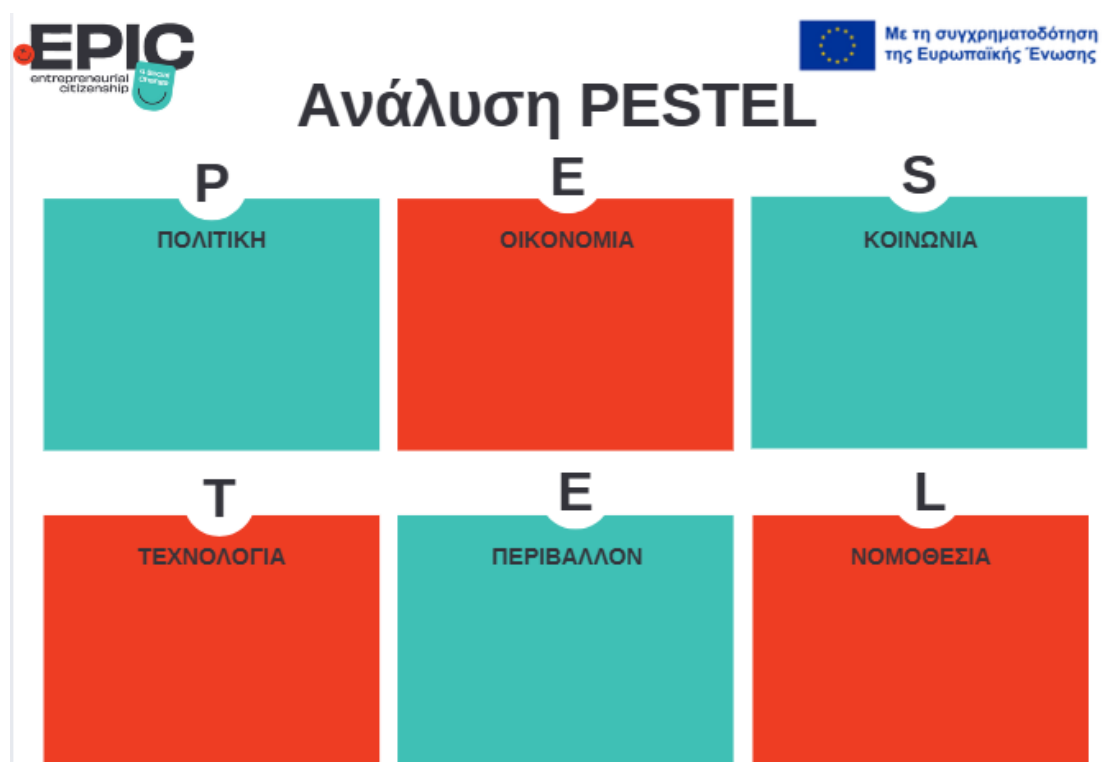 EPIC
entrepreneurial
citizenship
Με τη συγχρηματοδότηση
της Ευρωπαϊκής Ένωσης
Ανάλυση PESTEL
P
E
S
ΠΟΛΙΤΙΚΗ
ΟΙΚΟΝΟΜΙΑ
ΚΟΙΝΩΝΙΑ
T
E
L
ΤΕΧΝΟΛΟΓΙΑ
ΠΕΡΙΒΑΛΛΟΝ
ΝΟΜΟΘΕΣΙΑ